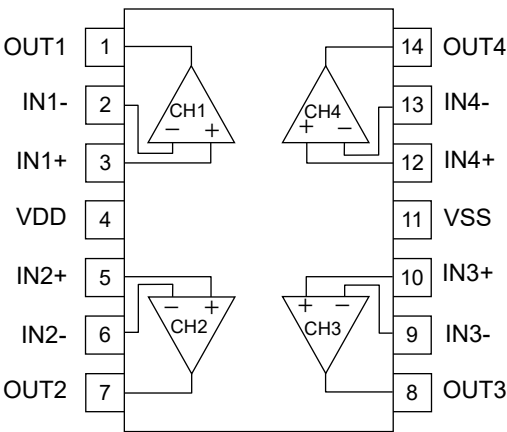 OUT1 1 14 OUT4
IN1- 2 CH1 CH4 13 IN4-
− + + −
IN1+ 3 12 IN4+
VDD 4 11 VSS
IN2+ 5 10 IN3+
− + + −
IN2- 6 CH2 CH3 9 IN3-
OUT2 7 8 OUT3